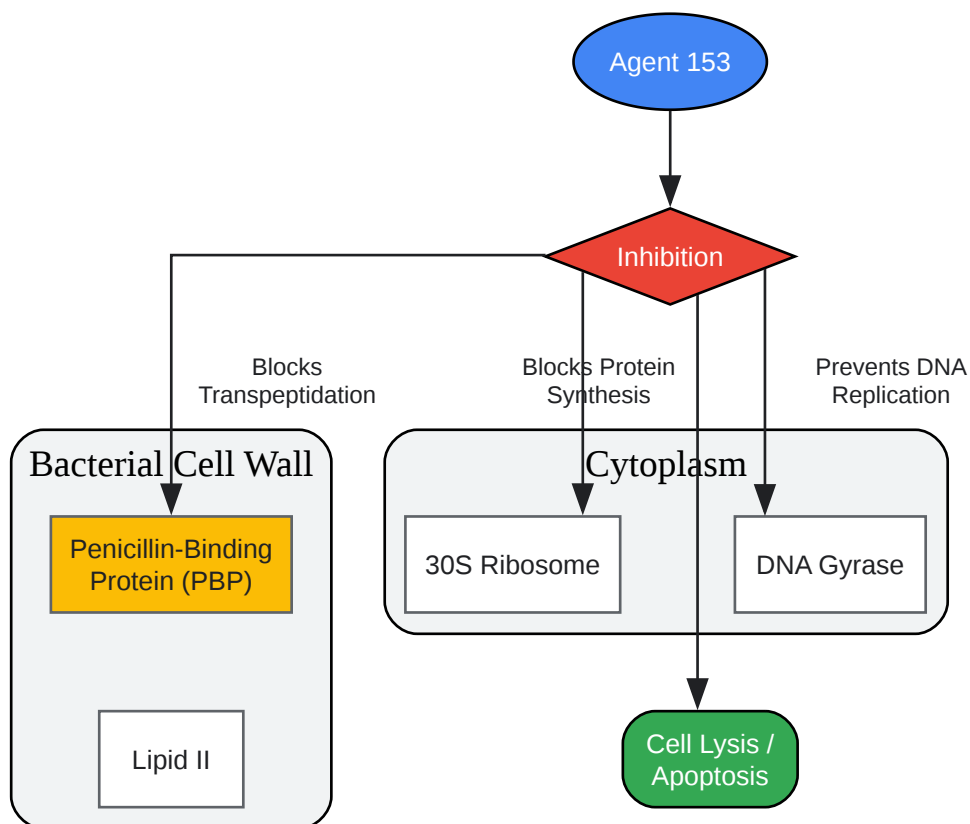 Agent 153
Inhibition
Blocks
Transpeptidation
Blocks Protein
Synthesis
Prevents DNA
Replication
Bacterial Cell Wall
Cytoplasm
Penicillin-Binding
Protein (PBP)
30S Ribosome
DNA Gyrase
Lipid II
Cell Lysis /
Apoptosis